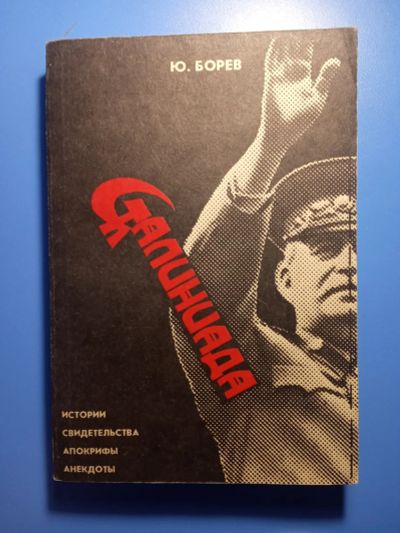 Ю. БОРЕВ
Сталиниада
ИСТОРИИ
СВИДЕТЕЛЬСТВА
АПОКРИФЫ
АНЕКДОТЫ